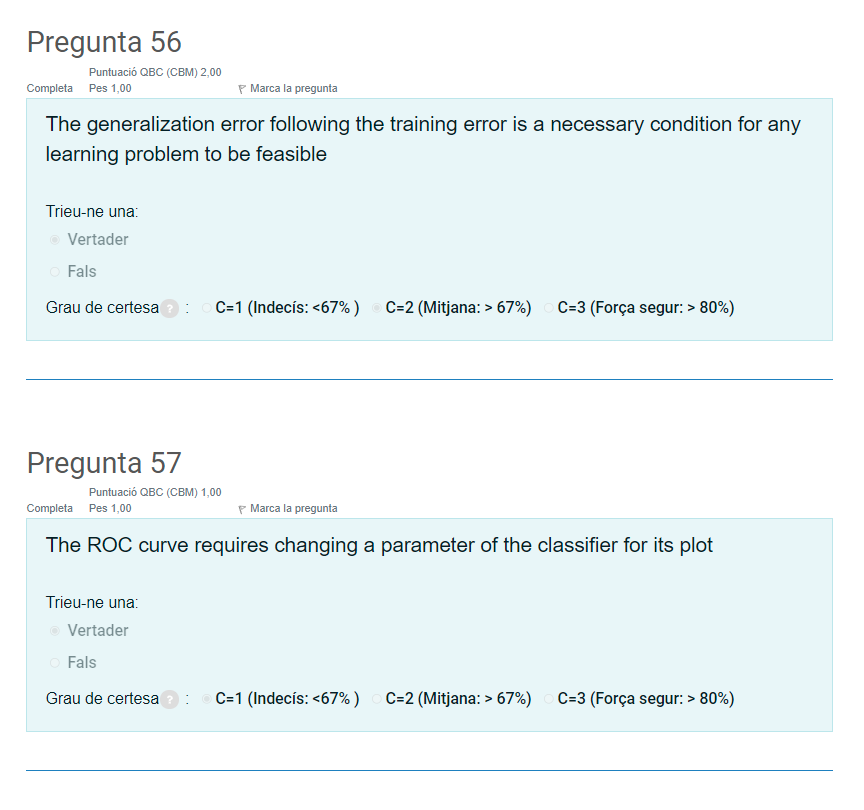 Pregunta 56
Puntuació QBC (CBM) 2,00
Completa Pes 1,00 Marca la pregunta
The generalization error following the training error is a necessary condition for any
learning problem to be feasible
Trieu-ne una:
Vertader
Fals
Grau de certesa ? : C=1 (Indecís: <67% ) C=2 (Mitjana: > 67%) C=3 (Força segur: > 80%)
Pregunta 57
Puntuació QBC (CBM) 1,00
Completa Pes 1,00 Marca la pregunta
The ROC curve requires changing a parameter of the classifier for its plot
Trieu-ne una:
Vertader
Fals
Grau de certesa ? : C=1 (Indecís: <67% ) C=2 (Mitjana: > 67%) C=3 (Força segur: > 80%)